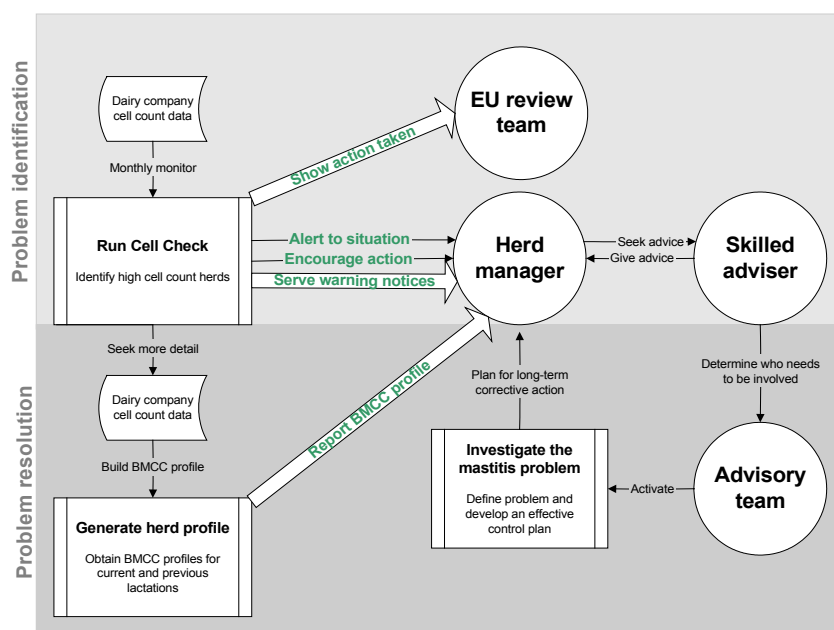 Problem identification
Dairy company
cell count data
Monthly monitor
Run Cell Check
Identify high cell count herds
Show action taken
EU review
team
Alert to situation
Encourage action
Serve warning notices
Herd
manager
Seek advice
Give advice
Skilled
adviser
Problem resolution
Seek more detail
Dairy company
cell count data
Build BMCC profile
Generate herd profile
Obtain BMCC profiles for
current and previous
lactations
Report BMCC profile
Plan for long-term
corrective action
Investigate the
mastitis problem
Define problem and
develop an effective
control plan
Activate
Determine who needs
to be involved
Advisory
team